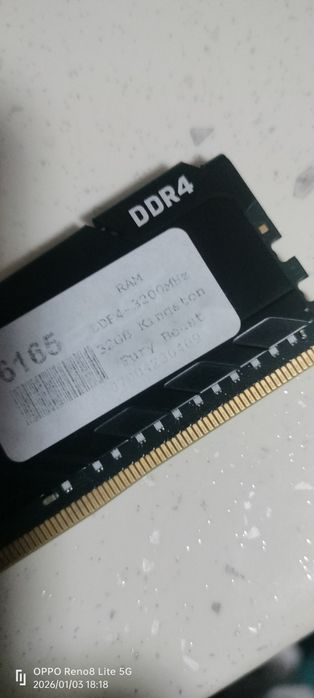 DDR4
RAM
DDR4-3200MHz
32GB Kingston
Fury Beast
6165
OPPO Reno8 Lite 5G
2026/01/03 18:18